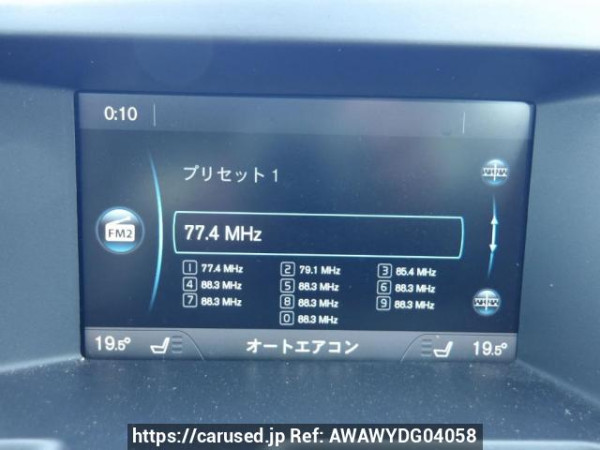 0:10
プリセット 1
FM2
77.4 MHz
1 77.4 MHz 2 79.1 MHz 3 85.4 MHz
4 88.3 MHz 5 88.3 MHz 6 88.3 MHz
7 88.3 MHz 8 88.3 MHz 9 88.3 MHz
0 88.3 MHz
19.5° オートエアコン 19.5°
https://carused.jp Ref: AWAWYDG04058